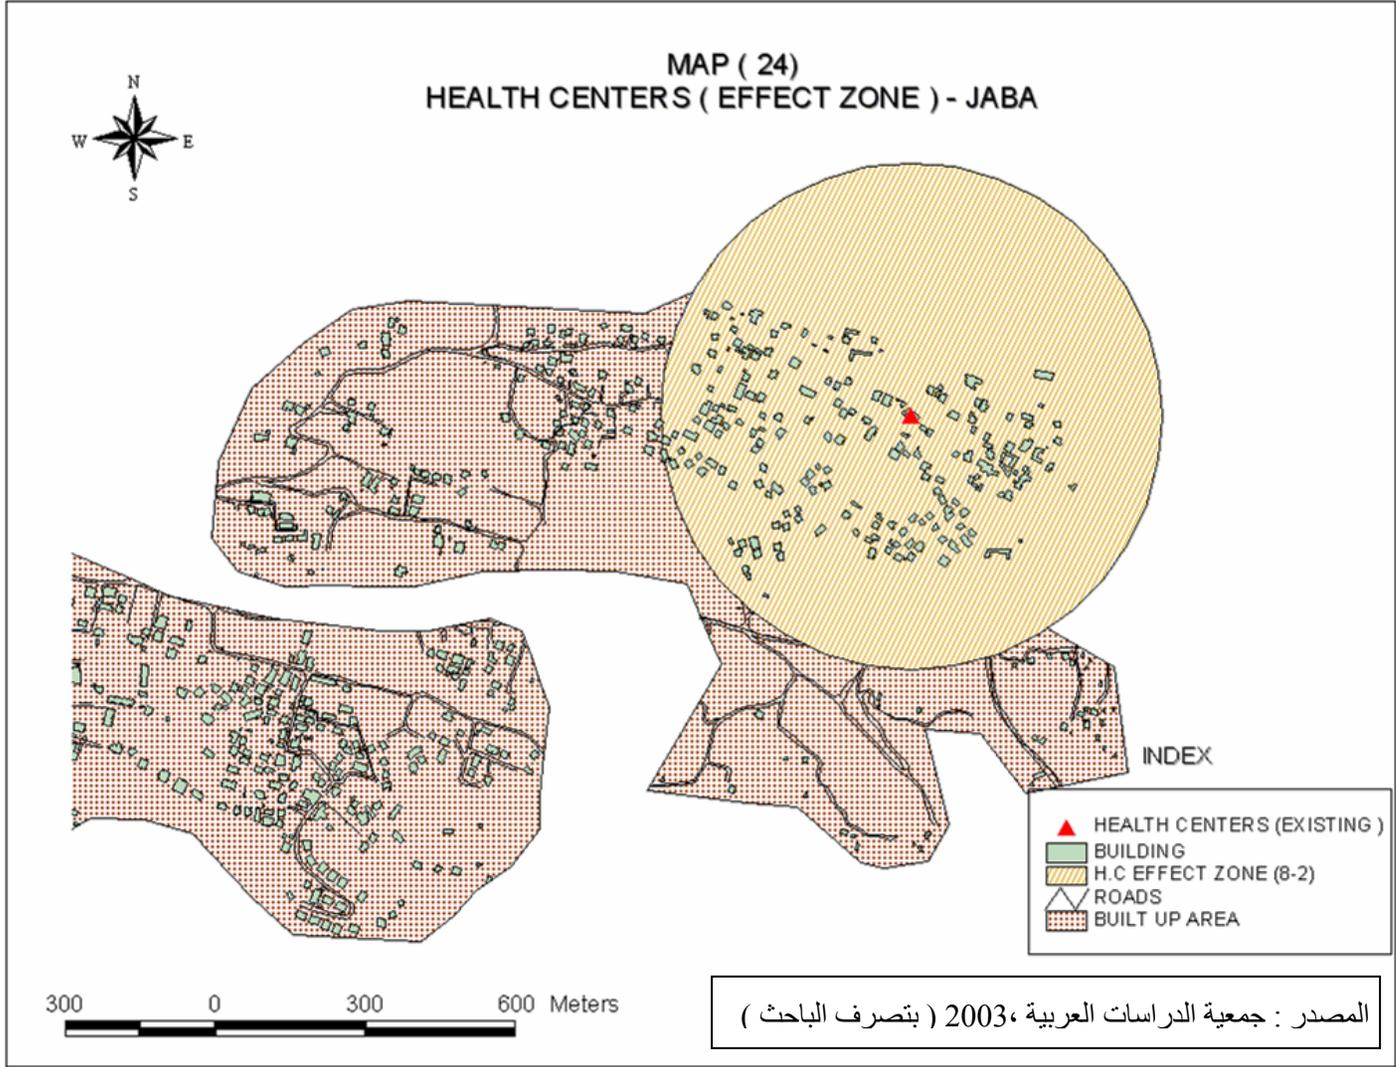 MAP ( 24)
HEALTH CENTERS ( EFFECT ZONE ) - JABA
N
W E
S
INDEX
HEALTH CENTERS (EXISTING )
BUILDING
H.C EFFECT ZONE (8-2)
ROADS
BUILT UP AREA
300 0 300 600 Meters
المصدر : جمعية الدراسات العربية ،2003 ( بتصرف الباحث )